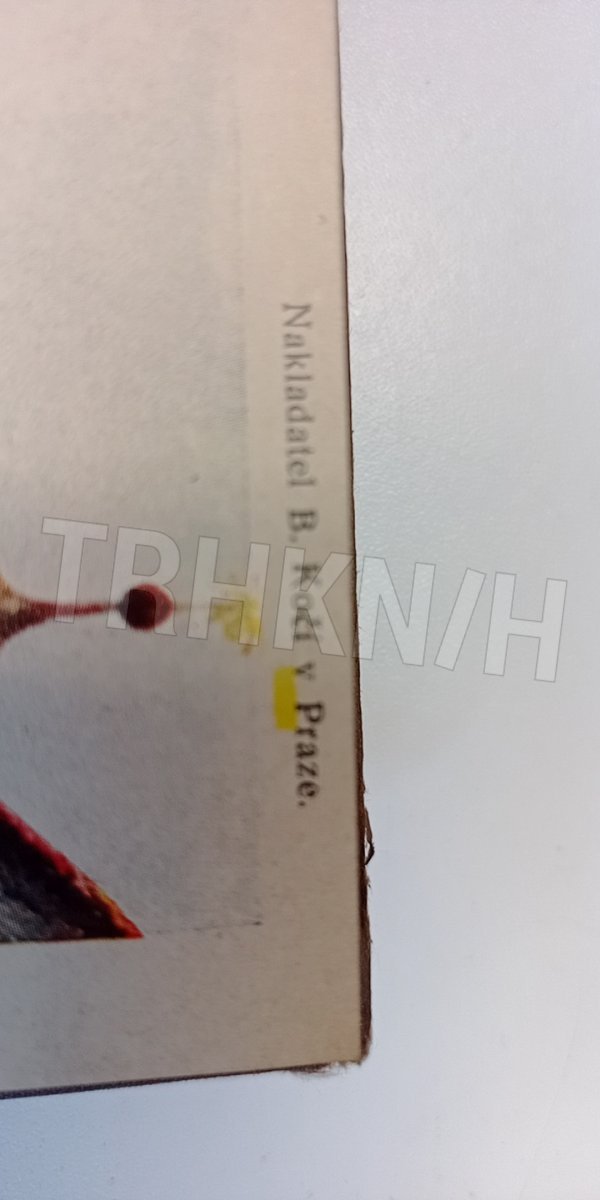 Nakladatel B. Kočí v Praze.
TRHKN/H